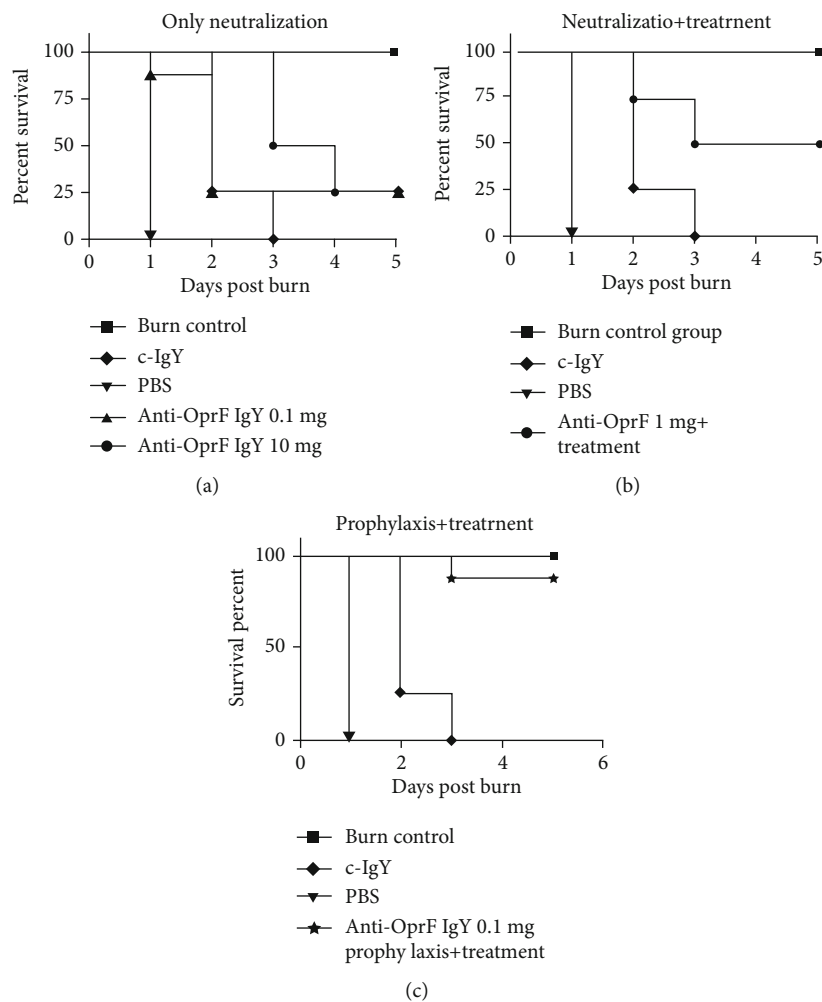 Only neutralization
100
75
50
25
0
Percent survival
0 1 2 3 4 5
Days post burn
Burn control
c-IgY
PBS
Anti-OprF IgY 0.1 mg
Anti-OprF IgY 10 mg
(a)
Neutralizatio+treatrnent
100
75
50
25
0
Percent survival
0 1 2 3 4 5
Days post burn
Burn control group
c-IgY
PBS
Anti-OprF 1 mg+
treatment
(b)
Prophylaxis+treatrnent
100
50
0
Survival percent
0 2 4 6
Days post burn
Burn control
c-IgY
PBS
Anti-OprF IgY 0.1 mg
prophy laxis+treatment
(c)